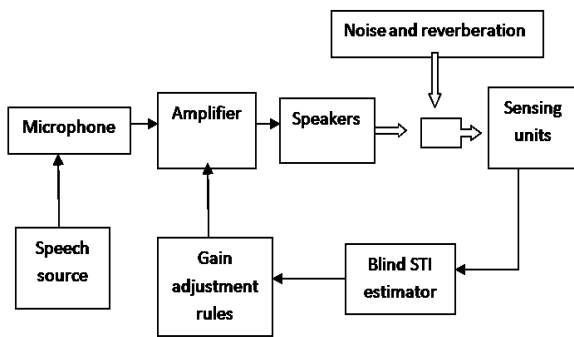 Noise and reverberation
Microphone
Amplifier
Speakers
Sensing
units
Speech
source
Gain
adjustment
rules
Blind STI
estimator